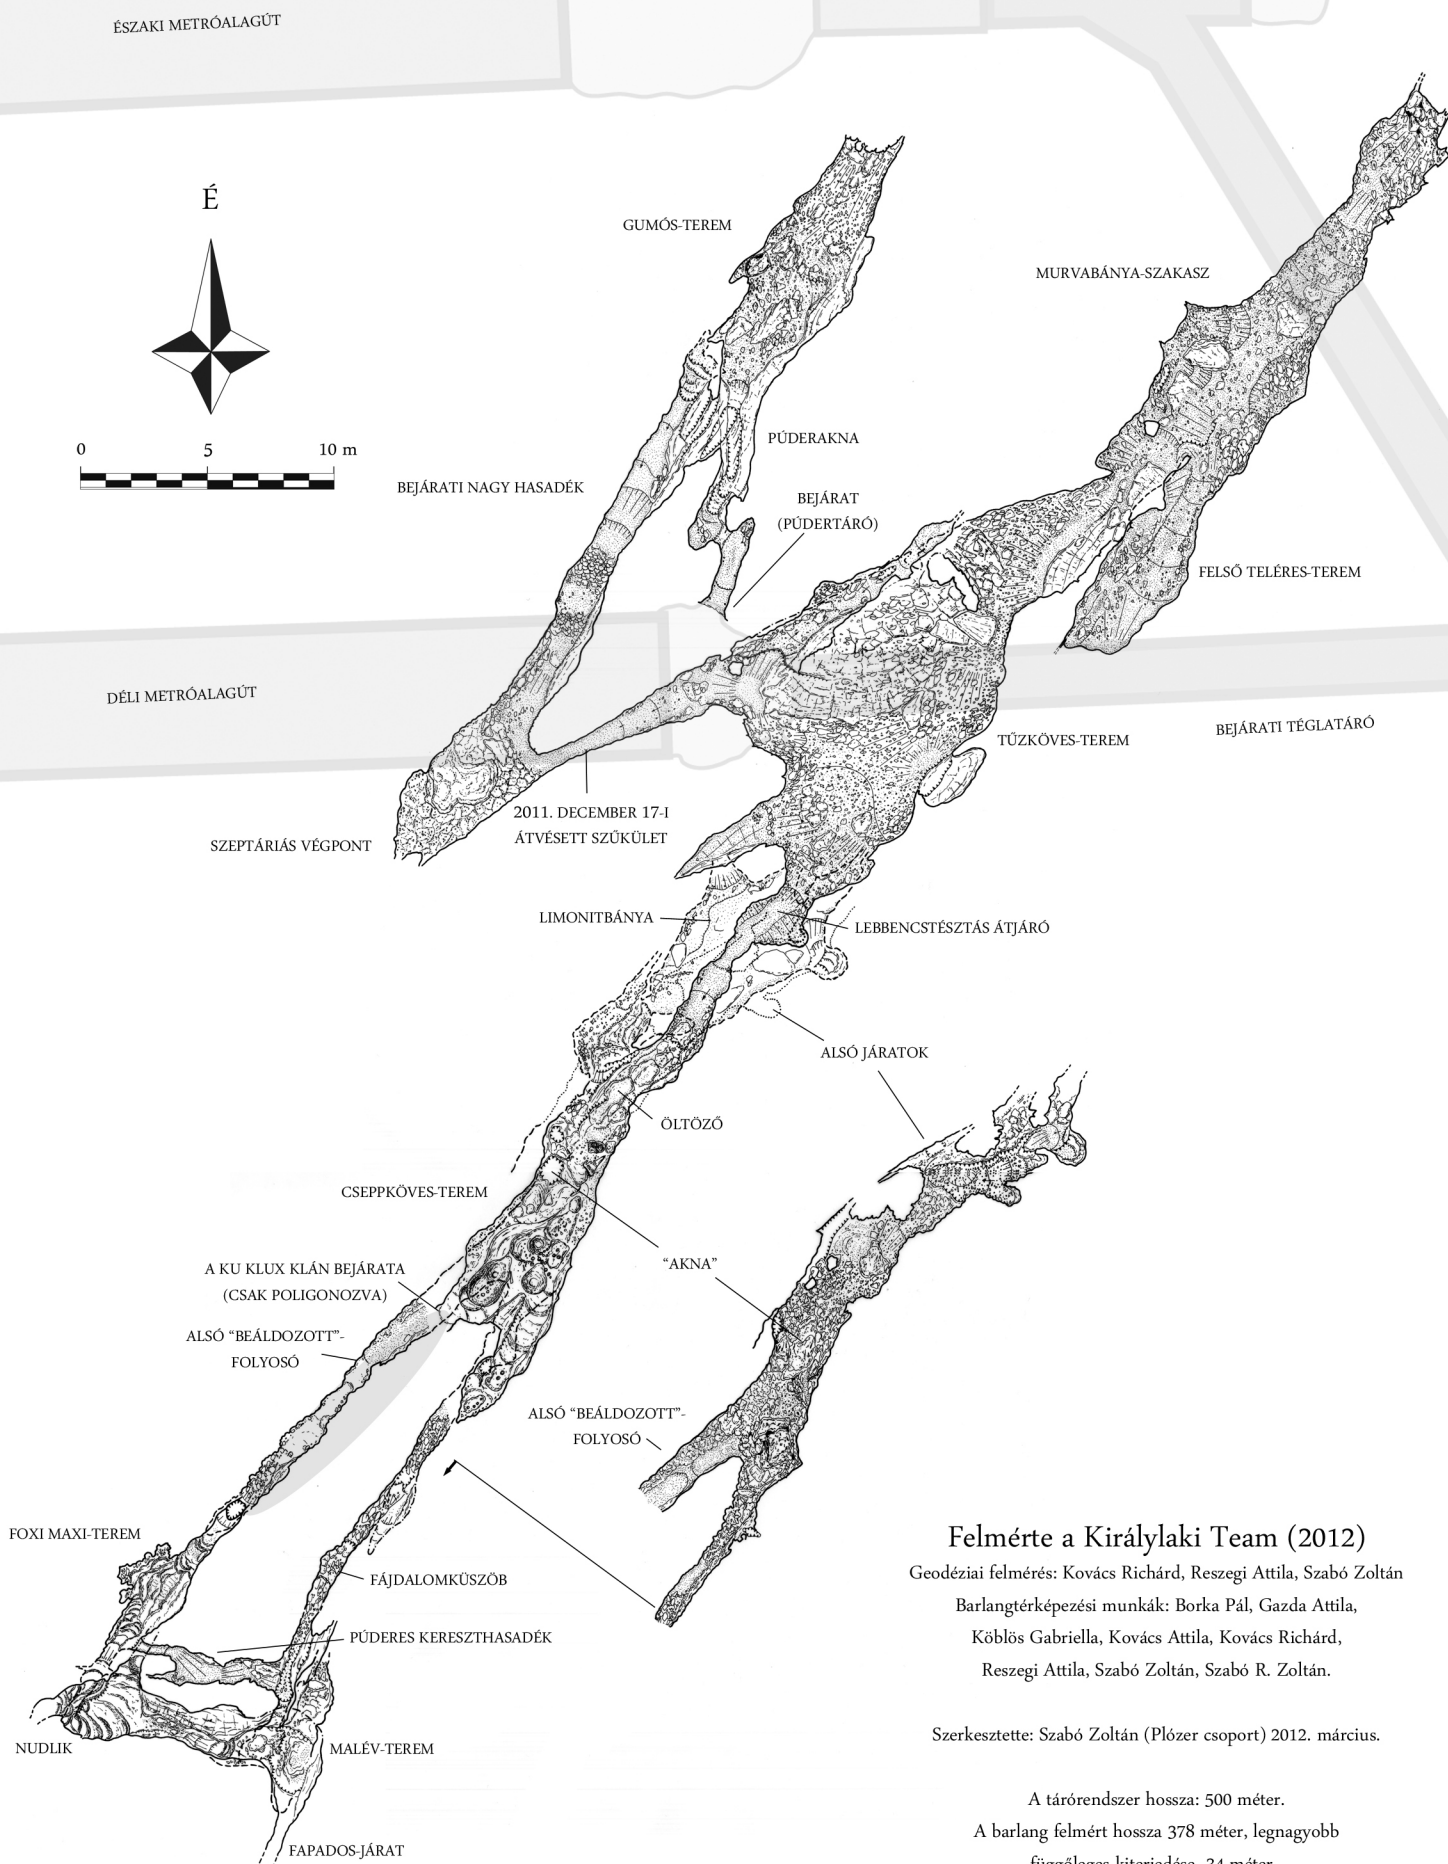 ÉSZAKI METRÓALAGÚT
É
GUMÓS-TEREM
MURVABÁNYA-SZAKASZ
0 5 10 m
PÚDERAKNA
BEJÁRATI NAGY HASADÉK
BEJÁRAT
(PÚDERTÁRÓ)
FELSŐ TELÉRES-TEREM
DÉLI METRÓALAGÚT
BEJÁRATI TÉGLATÁRÓ
TŰZKÖVES-TEREM
2011. DECEMBER 17-I
ÁTVÉSETT SZŰKÜLET
SZEPTÁRIÁS VÉGPONT
LIMONITBÁNYA
LEBBENCSTÉSZTÁS ÁTJÁRÓ
ALSÓ JÁRATOK
ÖLTÖZŐ
CSEPPKÖVES-TEREM
“AKNA”
A KU KLUX KLÁN BEJÁRATA
(CSAK POLIGONOZVA)
ALSÓ “BEÁLDOZOTT”-
FOLYOSÓ
ALSÓ “BEÁLDOZOTT”-
FOLYOSÓ
FOXI MAXI-TEREM
FÁJDALOMKÜSZÖB
PÚDERES KERESZTHASADÉK
NUDLIK
MALÉV-TEREM
FAPADOS-JÁRAT
Felmérte a Királylaki Team (2012)
Geodéziai felmérés: Kovács Richárd, Reszegi Attila, Szabó Zoltán
Barlangtérképezési munkák: Borka Pál, Gazda Attila,
Köblös Gabriella, Kovács Attila, Kovács Richárd,
Reszegi Attila, Szabó Zoltán, Szabó R. Zoltán.
Szerkesztette: Szabó Zoltán (Plózer csoport) 2012. március.
A tárórendszer hossza: 500 méter.
A barlang felmért hossza 378 méter, legnagyobb
függőleges kiterjedése 24 méter